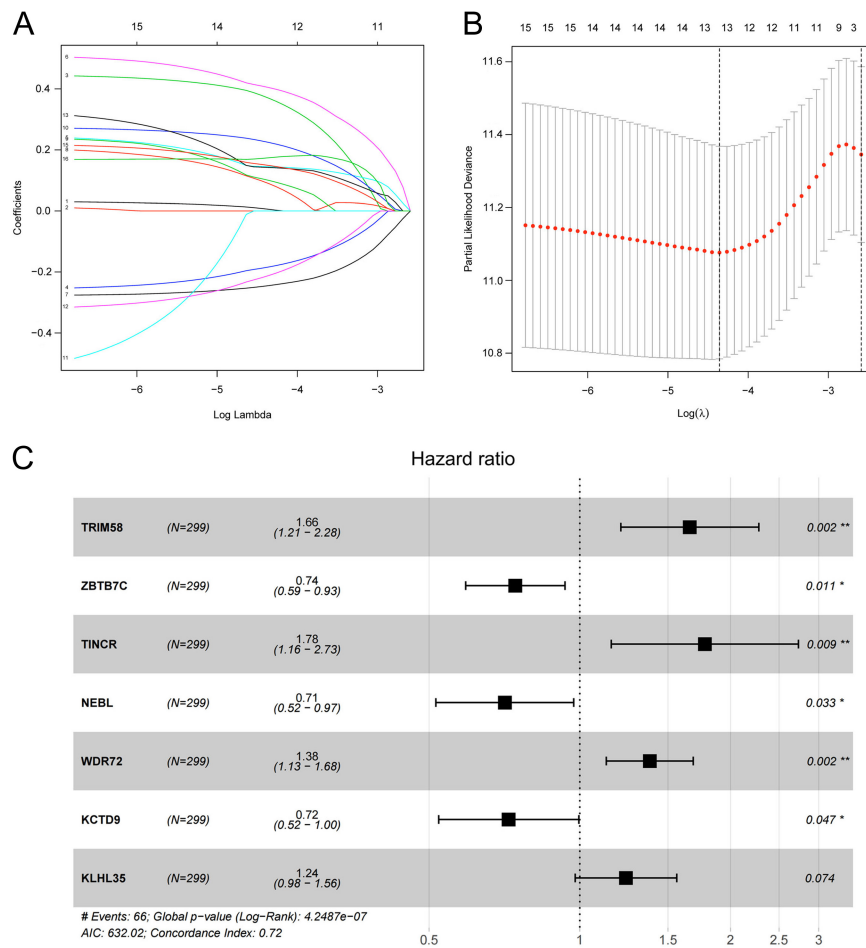 A
15 14 12 11
0.4
0.2
0.0
−0.2
−0.4
Coefficients
6
3
13
10
16
1
2
4
7
12
11
−6 −5 −4 −3
Log Lambda
B
15 15 15 14 14 14 14 14 13 13 12 12 11 11 9 3
11.6
11.4
11.2
11.0
10.8
Partial Likelihood Deviance
−6 −5 −4 −3
Log(λ)
C
Hazard ratio
TRIM58 (N=299) 1.66 0.002 **
(1.21 − 2.28)
ZBTB7C (N=299) 0.74 0.011 *
(0.59 − 0.93)
TINCR (N=299) 1.78 0.009 **
(1.16 − 2.73)
NEBL (N=299) 0.71 0.033 *
(0.52 − 0.97)
WDR72 (N=299) 1.38 0.002 **
(1.13 − 1.68)
KCTD9 (N=299) 0.72 0.047 *
(0.52 − 1.00)
KLHL35 (N=299) 1.24 0.074
(0.98 − 1.56)
# Events: 66; Global p-value (Log-Rank): 4.2487e-07
AIC: 632.02; Concordance Index: 0.72
0.5 1 1.5 2 2.5 3